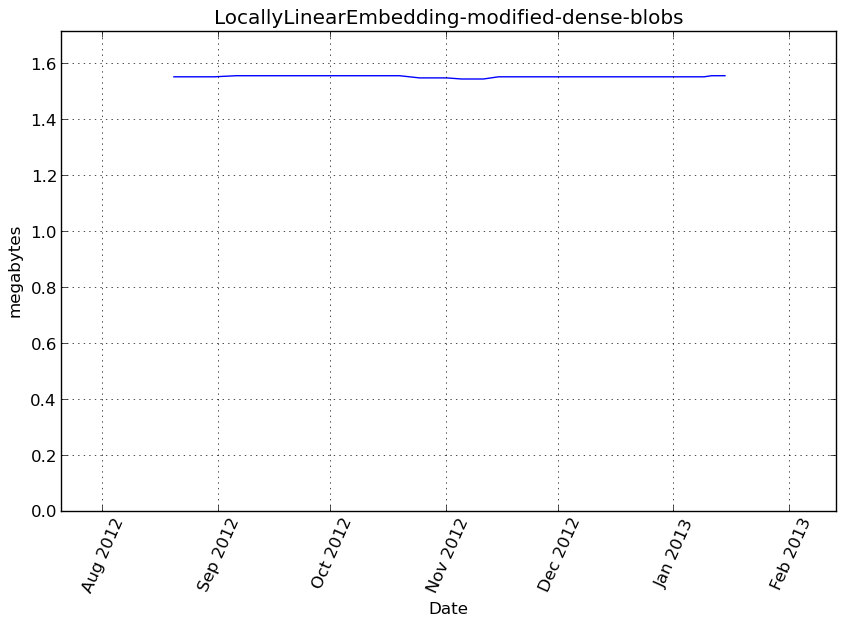 LocallyLinearEmbedding-modified-dense-blobs
megabytes
1.6
1.4
1.2
1.0
0.8
0.6
0.4
0.2
0.0
Aug 2012
Sep 2012
Oct 2012
Nov 2012
Dec 2012
Jan 2013
Feb 2013
Date